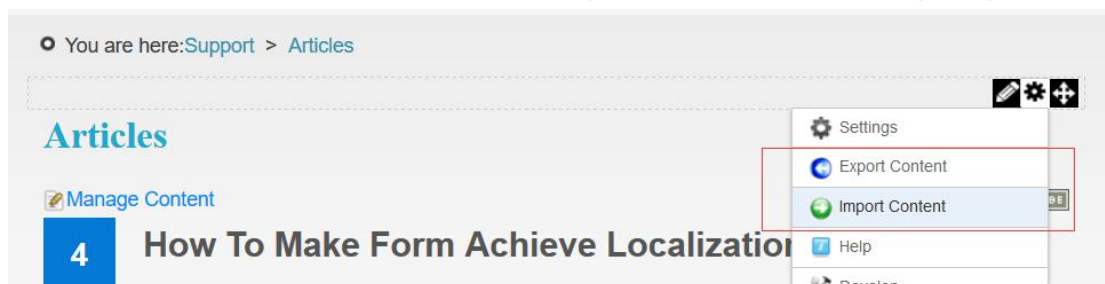 You are here:Support > Articles
Articles
Settings
Export Content
Manage Content
Import Content
4
How To Make Form Achieve Localization
Help